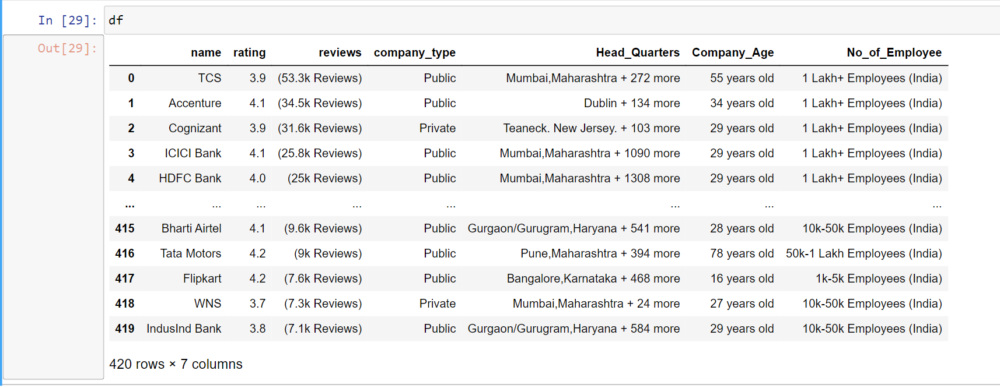 In [29]: df
Out[29]:
name rating reviews company_type Head_Quarters Company_Age No_of_Employee
0 TCS 3.9 (53.3k Reviews) Public Mumbai,Maharashtra + 272 more 55 years old 1 Lakh+ Employees (India)
1 Accenture 4.1 (34.5k Reviews) Public Dublin + 134 more 34 years old 1 Lakh+ Employees (India)
2 Cognizant 3.9 (31.6k Reviews) Private Teaneck. New Jersey. + 103 more 29 years old 1 Lakh+ Employees (India)
3 ICICI Bank 4.1 (25.8k Reviews) Public Mumbai,Maharashtra + 1090 more 29 years old 1 Lakh+ Employees (India)
4 HDFC Bank 4.0 (25k Reviews) Public Mumbai,Maharashtra + 1308 more 29 years old 1 Lakh+ Employees (India)
... ... ... ... ... ... ... ...
415 Bharti Airtel 4.1 (9.6k Reviews) Public Gurgaon/Gurugram,Haryana + 541 more 28 years old 10k-50k Employees (India)
416 Tata Motors 4.2 (9k Reviews) Public Pune,Maharashtra + 394 more 78 years old 50k-1 Lakh Employees (India)
417 Flipkart 4.2 (7.6k Reviews) Public Bangalore,Karnataka + 468 more 16 years old 1k-5k Employees (India)
418 WNS 3.7 (7.3k Reviews) Private Mumbai,Maharashtra + 24 more 27 years old 10k-50k Employees (India)
419 IndusInd Bank 3.8 (7.1k Reviews) Public Gurgaon/Gurugram,Haryana + 584 more 29 years old 10k-50k Employees (India)
420 rows × 7 columns